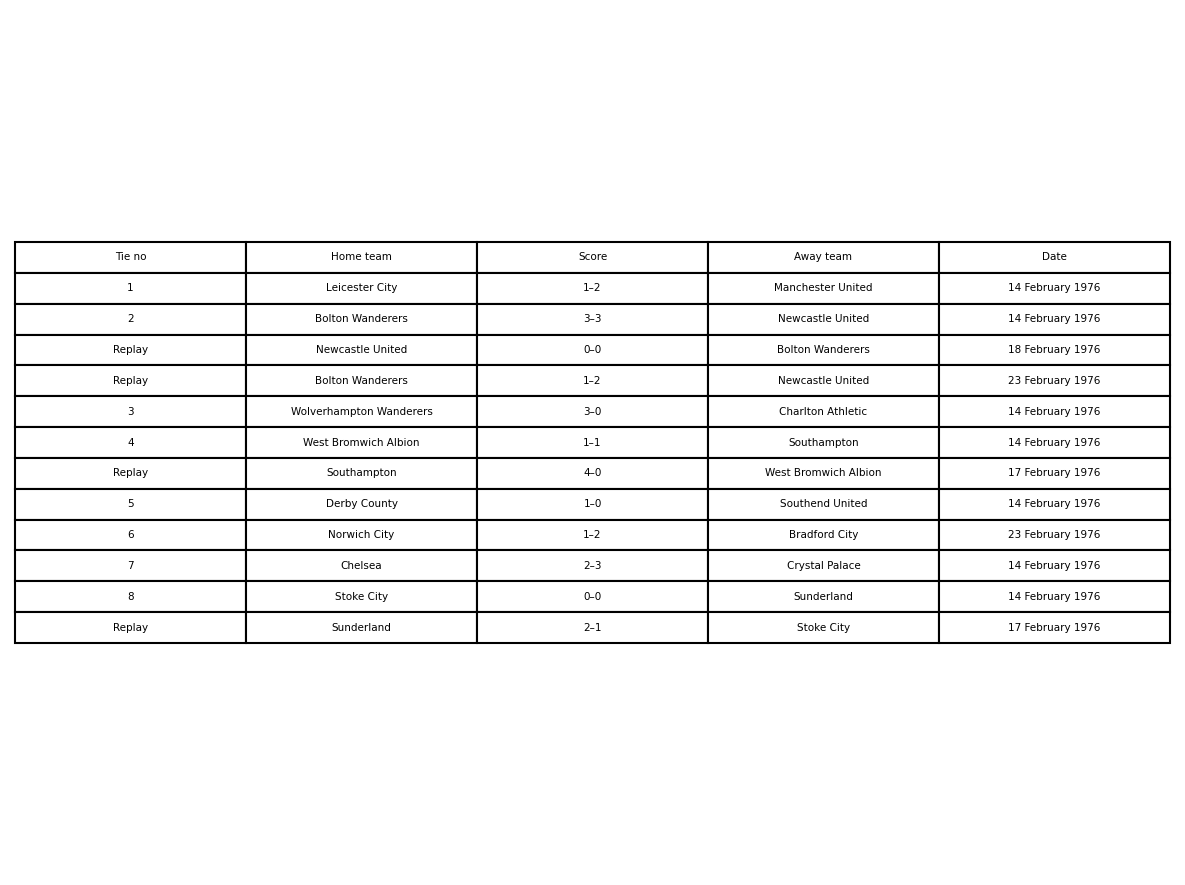 Tie no Home team Score Away team Date
1 Leicester City 1–2 Manchester United 14 February 1976
2 Bolton Wanderers 3–3 Newcastle United 14 February 1976
Replay Newcastle United 0–0 Bolton Wanderers 18 February 1976
Replay Bolton Wanderers 1–2 Newcastle United 23 February 1976
3 Wolverhampton Wanderers 3–0 Charlton Athletic 14 February 1976
4 West Bromwich Albion 1–1 Southampton 14 February 1976
Replay Southampton 4–0 West Bromwich Albion 17 February 1976
5 Derby County 1–0 Southend United 14 February 1976
6 Norwich City 1–2 Bradford City 23 February 1976
7 Chelsea 2–3 Crystal Palace 14 February 1976
8 Stoke City 0–0 Sunderland 14 February 1976
Replay Sunderland 2–1 Stoke City 17 February 1976